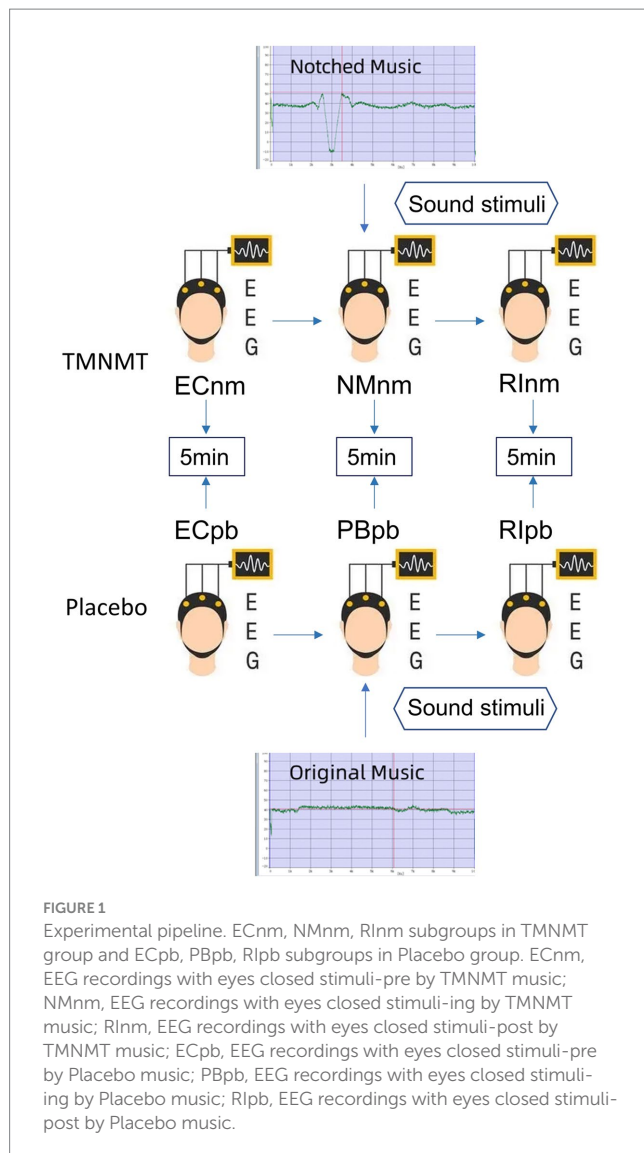 Notched Music
Sound stimuli
E E E
E E E
G G G
TMNMT
ECnm NMnm RInm
5min 5min 5min
ECpb PBpb RIpb
Placebo
E E E
E E E
G G G
Sound stimuli
Original Music
FIGURE 1
Experimental pipeline. ECnm, NMnm, RInm subgroups in TMNMT
group and ECpb, PBpb, RIpb subgroups in Placebo group. ECnm,
EEG recordings with eyes closed stimuli-pre by TMNMT music;
NMnm, EEG recordings with eyes closed stimuli-ing by TMNMT
music; RInm, EEG recordings with eyes closed stimuli-post by
TMNMT music; ECpb, EEG recordings with eyes closed stimuli-pre
by Placebo music; PBpb, EEG recordings with eyes closed stimuli-
ing by Placebo music; RIpb, EEG recordings with eyes closed stimuli-
post by Placebo music.